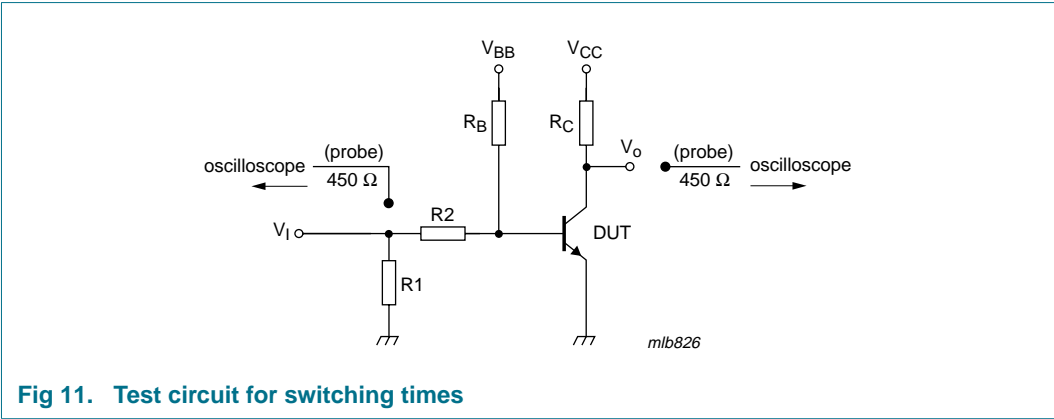 VBB
VCC
RB
RC
Vo
(probe)
450 Ω
oscilloscope
(probe)
450 Ω
oscilloscope
R2
VI
DUT
R1
mlb826
Fig 11. Test circuit for switching times